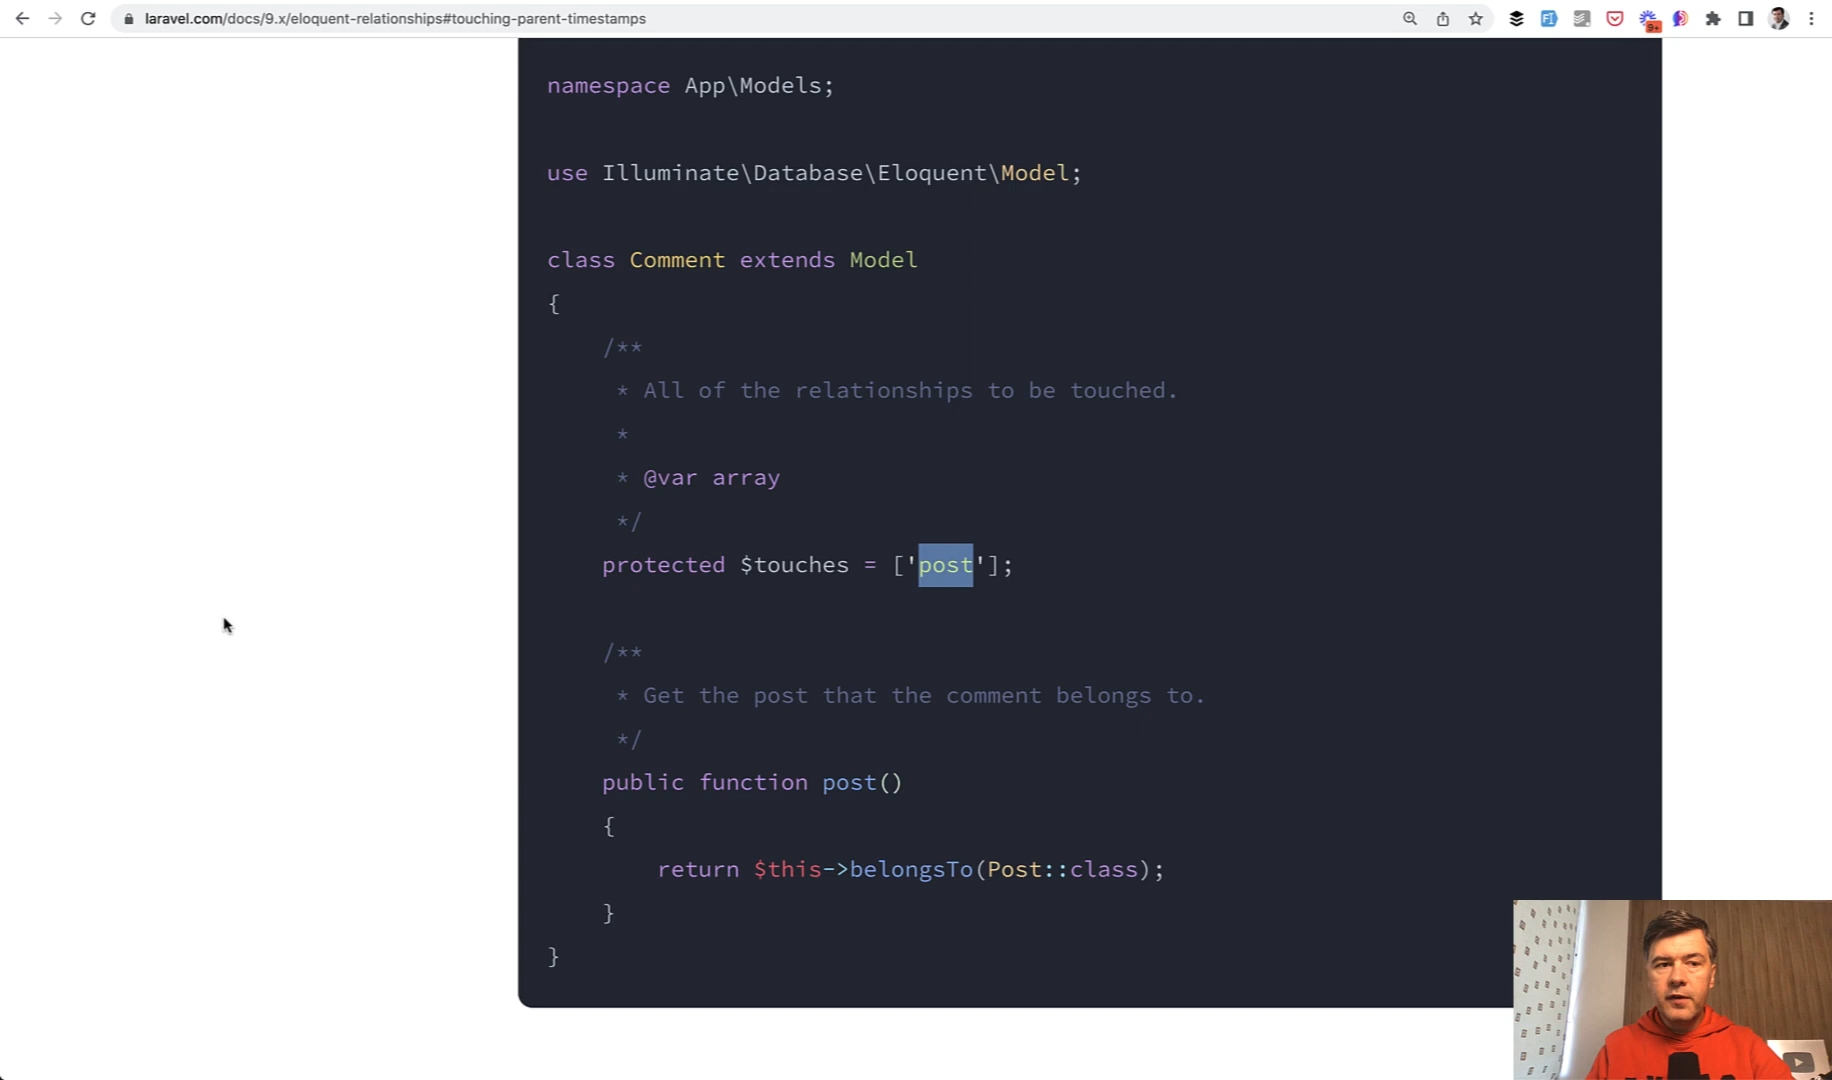 laravel.com/docs/9.x/eloquent-relationships#touching-parent-timestamps
9+
namespace App\Models;
use Illuminate\Database\Eloquent\Model;
class Comment extends Model
{
/**
* All of the relationships to be touched.
*
* @var array
*/
protected $touches = ['post'];
/**
* Get the post that the comment belongs to.
*/
public function post()
{
return $this->belongsTo(Post::class);
}
}